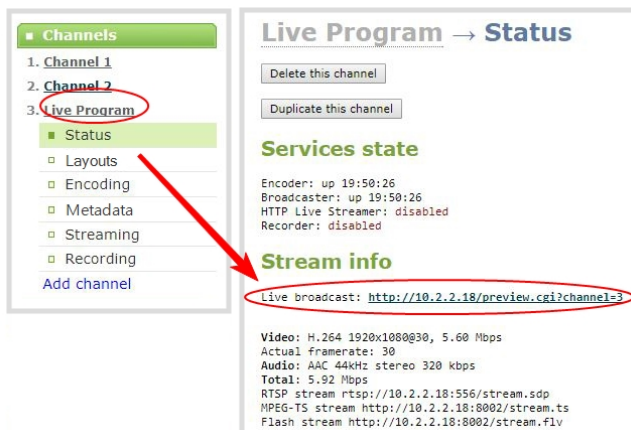 Channels
1. Channel 1
2. Channel 2
3. Live Program
Status
Layouts
Encoding
Metadata
Streaming
Recording
Add channel
Live Program → Status
Delete this channel
Duplicate this channel
Services state
Encoder: up 19:50:26
Broadcaster: up 19:50:26
HTTP Live Streamer: disabled
Recorder: disabled
Stream info
Live broadcast: http://10.2.2.18/preview.cgi?channel=3
Video: H.264 1920x1080@30, 5.60 Mbps
Actual framerate: 30
Audio: AAC 44kHz stereo 320 kbps
Total: 5.92 Mbps
RTSP stream rtsp://10.2.2.18:556/stream.sdp
MPEG-TS stream http://10.2.2.18:8002/stream.ts
Flash stream http://10.2.2.18:8002/stream.flv